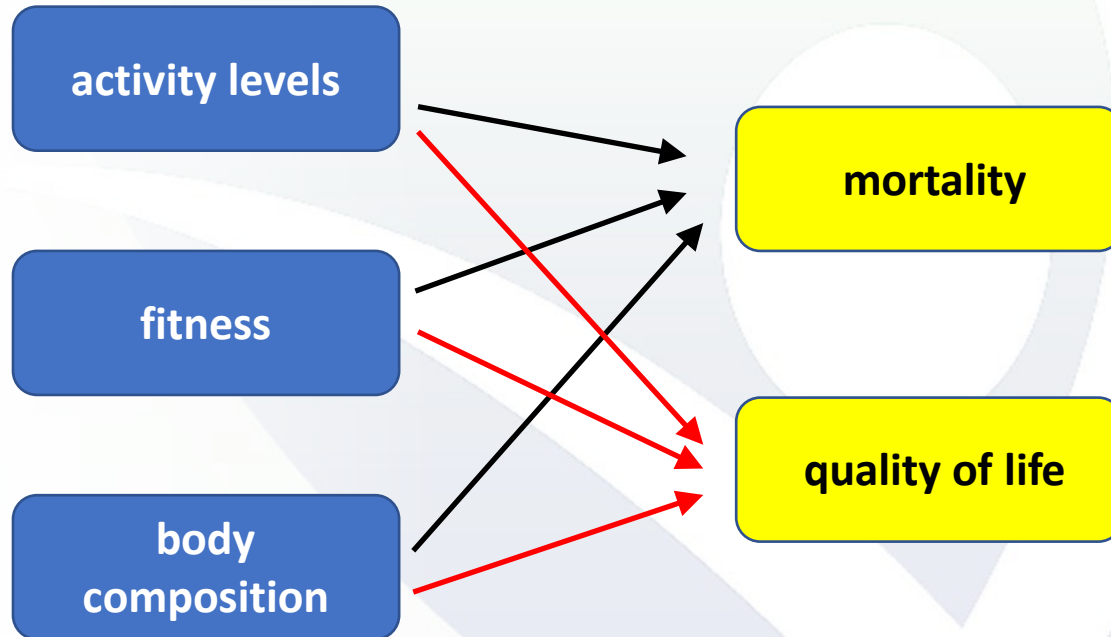 activity levels
mortality
fitness
quality of life
body
composition